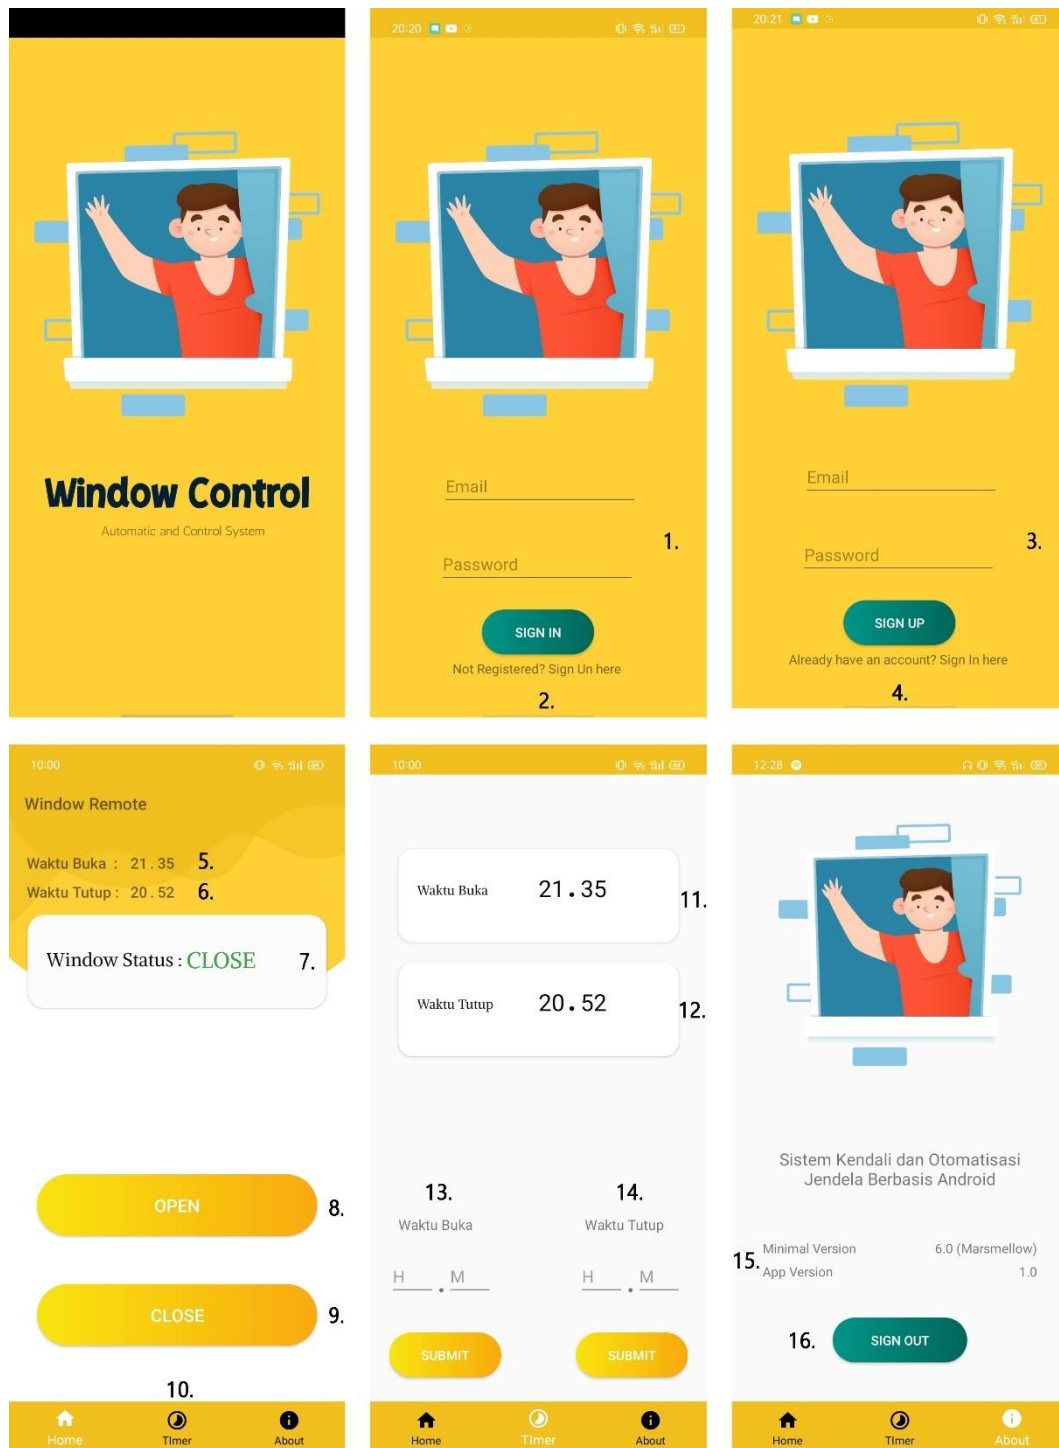 Window Control
Automatic and Control System
20:20
Email
1.
Password
SIGN IN
Not Registered? Sign Un here
2.
20:21
Email
3.
Password
SIGN UP
Already have an account? Sign In here
4.
10:00
Window Remote
Waktu Buka : 21.35 5.
Waktu Tutup : 20.52 6.
Window Status : CLOSE 7.
OPEN 8.
CLOSE 9.
10.
Home TImer About
10:00
Waktu Buka 21.35 11.
Waktu Tutup 20.52 12.
13. 14.
Waktu Buka Waktu Tutup
H . M H . M
SUBMIT SUBMIT
Home TImer About
12:28
Sistem Kendali dan Otomatisasi
Jendela Berbasis Android
15.
Minimal Version 6.0 (Marsmellow)
App Version 1.0
16. SIGN OUT
Home TImer About